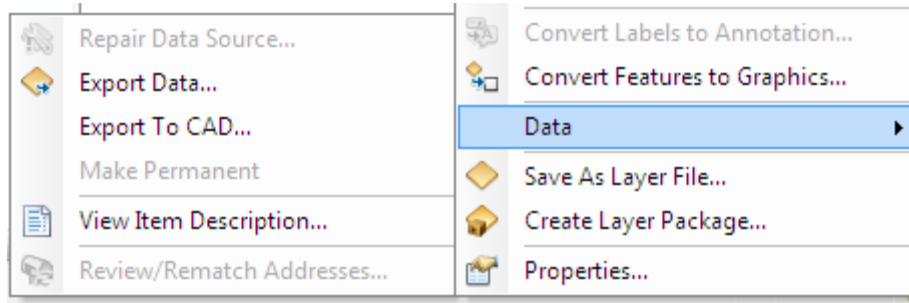 Repair Data Source...
Export Data...
Export To CAD...
Make Permanent
View Item Description...
Review/Rematch Addresses...
Convert Labels to Annotation...
Convert Features to Graphics...
Data
Save As Layer File...
Create Layer Package...
Properties...